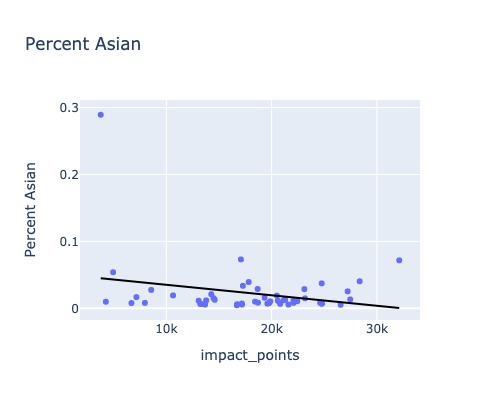 Percent Asian
0.3
0.2
0.1
0
Percent Asian
10k
20k
30k
impact_points